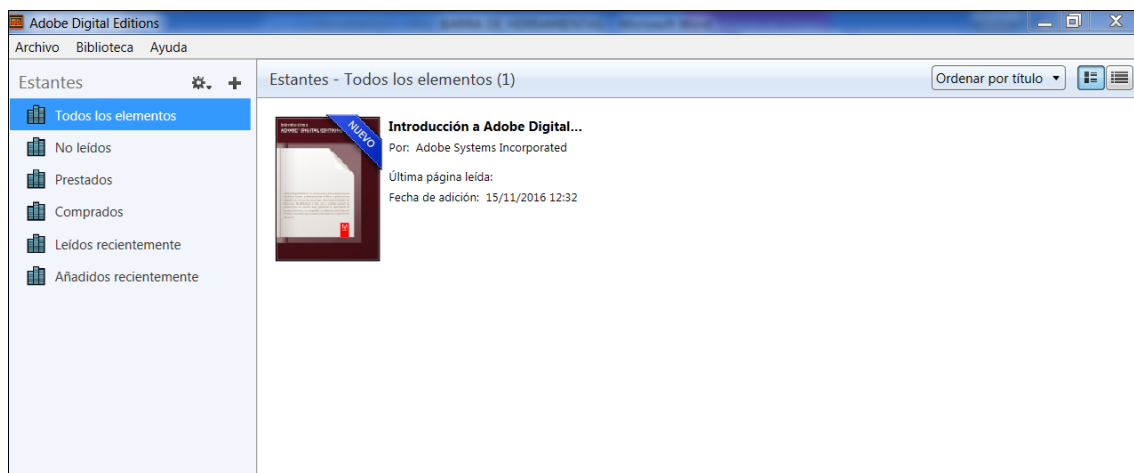 Adobe Digital Editions
Archivo Biblioteca Ayuda
Estantes
Todos los elementos
No leídos
Prestados
Comprados
Leídos recientemente
Añadidos recientemente
Estantes - Todos los elementos (1)
Ordenar por título
NUEVO
Introducción a Adobe Digital...
Por: Adobe Systems Incorporated
Última página leída:
Fecha de adición: 15/11/2016 12:32